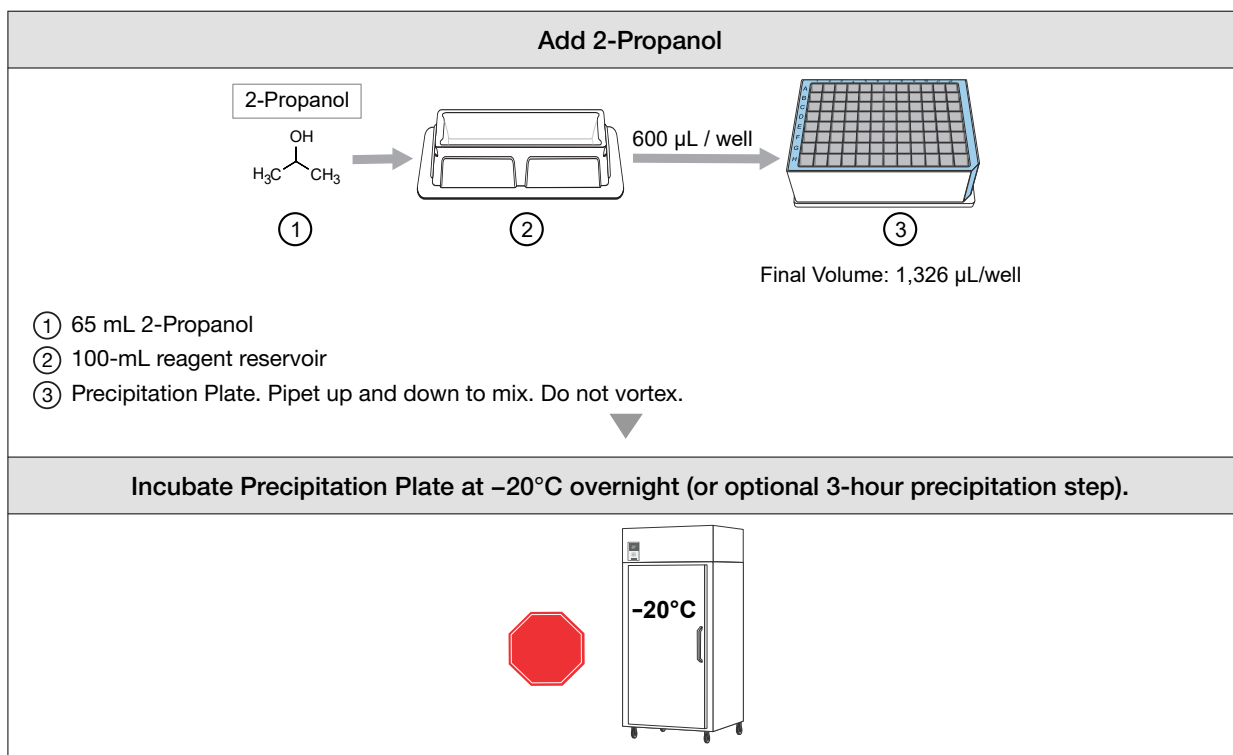 Add 2-Propanol
2-Propanol
OH
H₃C
CH₃
600 µL / well
A
B
C
D
E
F
G
H
1
2
3
Final Volume: 1,326 µL/well
1 65 mL 2-Propanol
2 100-mL reagent reservoir
3 Precipitation Plate. Pipet up and down to mix. Do not vortex.
Incubate Precipitation Plate at –20°C overnight (or optional 3-hour precipitation step).
–20°C